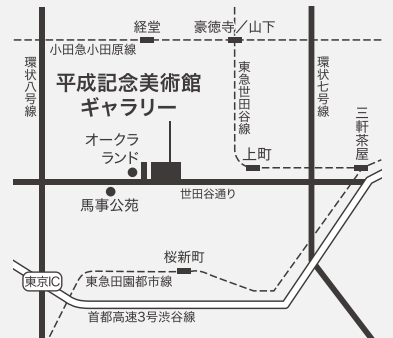 経堂
豪徳寺／山下
小田急小田原線
環状八号線
平成記念美術館
ギャラリー
東急世田谷線
環状七号線
三軒茶屋
オークラ
ランド
上町
世田谷通り
馬事公苑
桜新町
東京IC
東急田園都市線
首都高速3号渋谷線